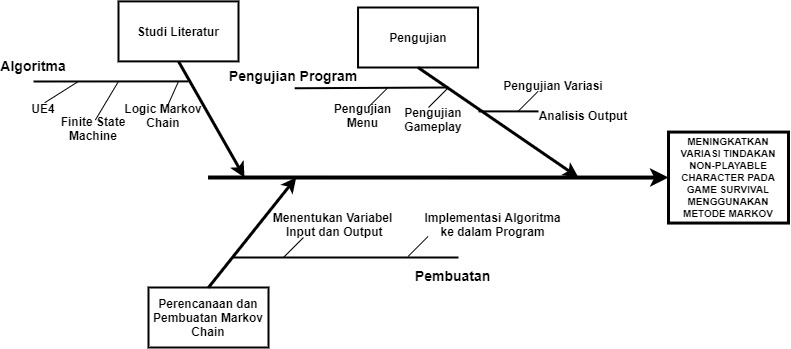 Studi Literatur
Pengujian
Algoritma
UE4
Finite State
Machine
Logic Markov
Chain
Pengujian Program
Pengujian
Menu
Pengujian
Gameplay
Pengujian Variasi
Analisis Output
MENINGKATKAN
VARIASI TINDAKAN
NON-PLAYABLE
CHARACTER PADA
GAME SURVIVAL
MENGGUNAKAN
METODE MARKOV
Menentukan Variabel
Input dan Output
Implementasi Algoritma
ke dalam Program
Pembuatan
Perencanaan dan
Pembuatan Markov
Chain